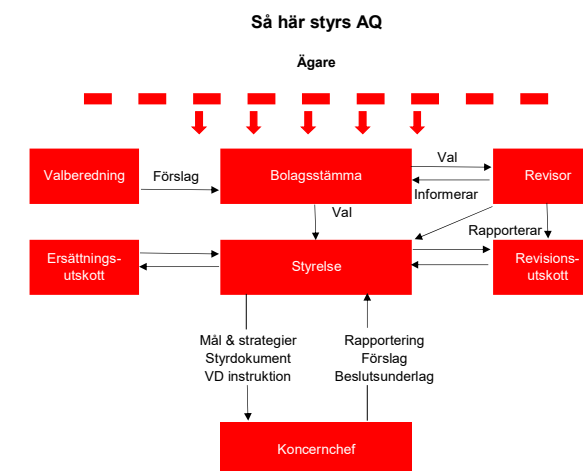 Så här styrs AQ
Ägare
Valberedning
Förslag
Bolagsstämma
Val
Informerar
Revisor
Val
Rapporterar
Ersättnings-
utskott
Styrelse
Revisions-
utskott
Mål & strategier
Styrdokument
VD instruktion
Rapportering
Förslag
Beslutsunderlag
Koncernchef